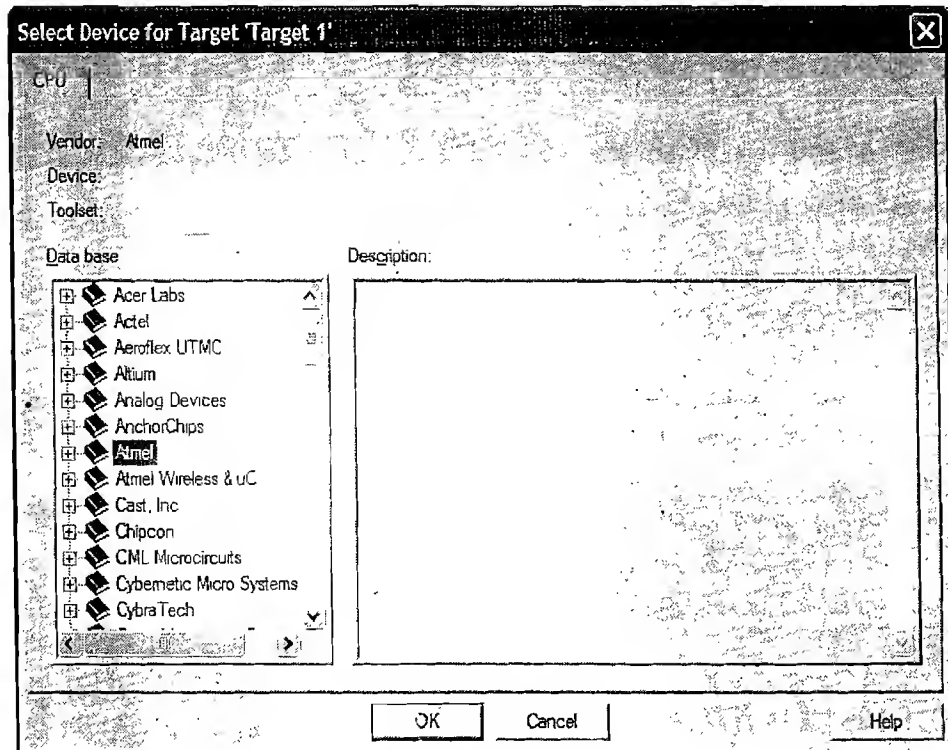 Select Device for Target 'Target 1'
CPU
Vendor: Atmel
Device:
Toolset:
Data base
Description:
Acer Labs
Actel
Aeroflex UTMC
Altium
Analog Devices
AnchorChips
Atmel
Atmel Wireless & uC
Cast, Inc
Chipcon
CML Microcircuits
Cybernetic Micro Systems
CybraTech
OK
Cancel
Help